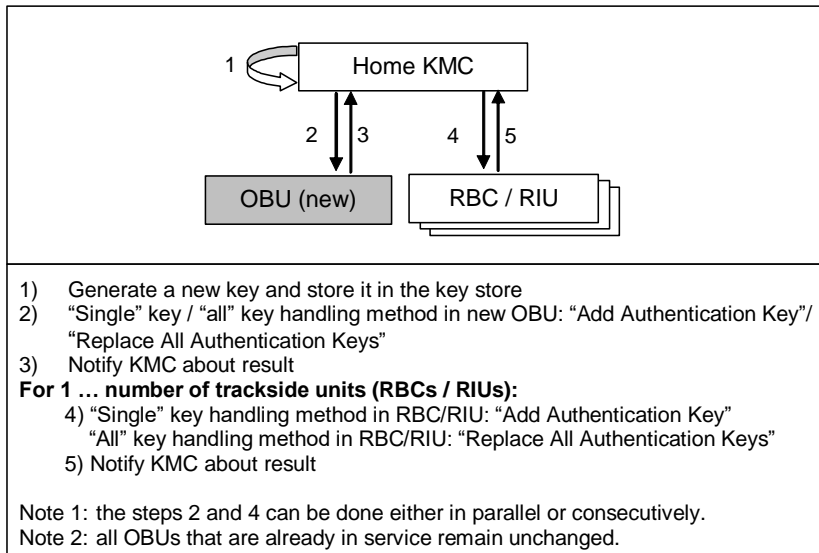 1
Home KMC
2
3
4
5
OBU (new)
RBC / RIU
1) Generate a new key and store it in the key store
2) “Single” key / “all” key handling method in new OBU: “Add Authentication Key”/
“Replace All Authentication Keys”
3) Notify KMC about result
For 1 … number of trackside units (RBCs / RIUs):
4) “Single” key handling method in RBC/RIU: “Add Authentication Key”
“All” key handling method in RBC/RIU: “Replace All Authentication Keys”
5) Notify KMC about result
Note 1: the steps 2 and 4 can be done either in parallel or consecutively.
Note 2: all OBUs that are already in service remain unchanged.